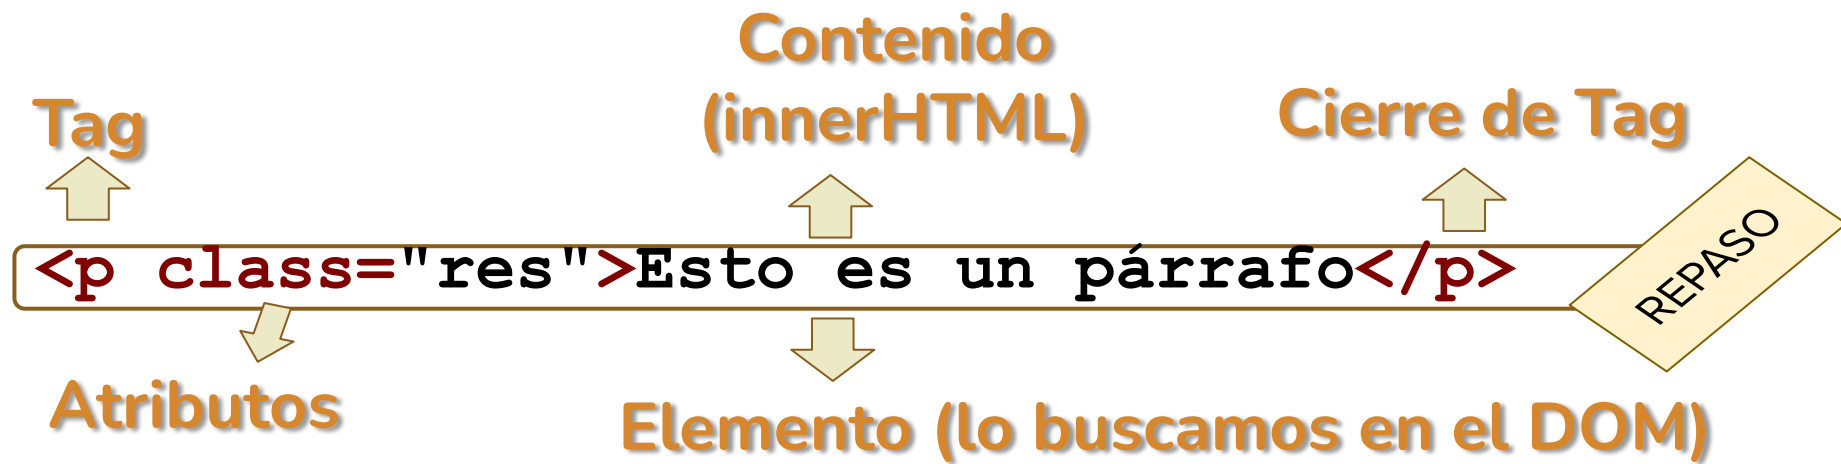 Contenido
(innerHTML)
Tag
Cierre de Tag
<p class="res">Esto es un párrafo</p>
REPASO
Atributos
Elemento (lo buscamos en el DOM)